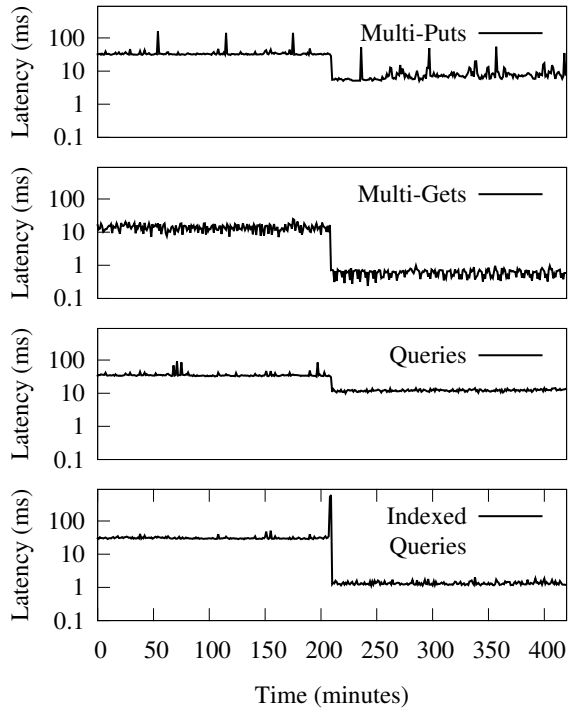 Latency (ms)
100
10
1
0.1
Multi-Puts
Latency (ms)
100
10
1
0.1
Multi-Gets
Latency (ms)
100
10
1
0.1
Queries
Latency (ms)
100
10
1
0.1
Indexed
Queries
0 50 100 150 200 250 300 350 400
Time (minutes)